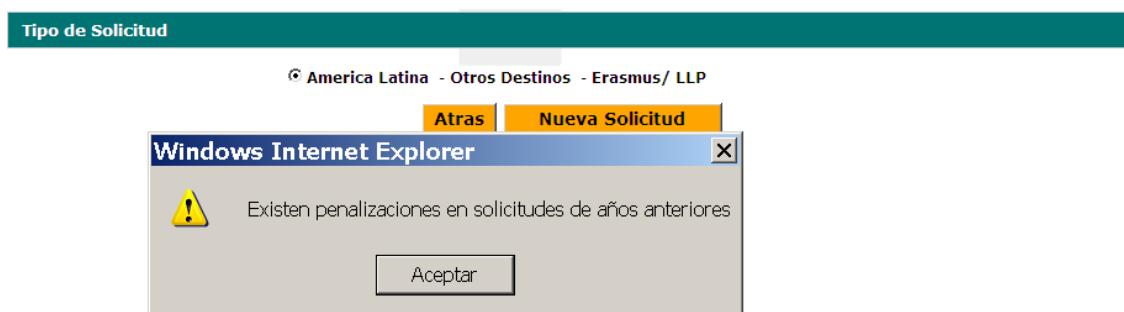 Tipo de Solicitud
America Latina - Otros Destinos - Erasmus/ LLP
Atras Nueva Solicitud
Windows Internet Explorer
Existen penalizaciones en solicitudes de años anteriores
Aceptar